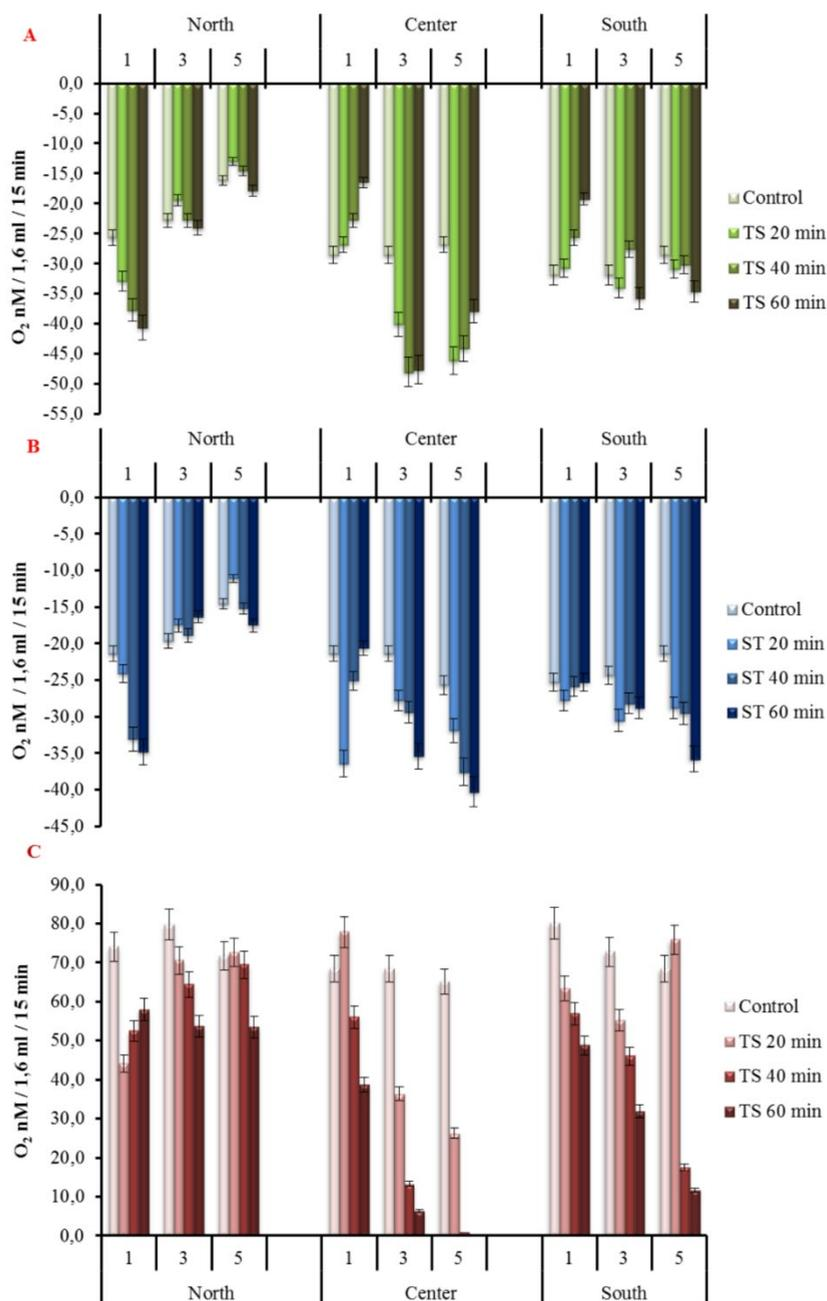 A
North Center South
1 3 5 1 3 5 1 3 5
0,0
-5,0
-10,0
-15,0
-20,0
-25,0
-30,0
-35,0
-40,0
-45,0
-50,0
-55,0
O₂ nM / 1,6 ml / 15 min
Control
TS 20 min
TS 40 min
TS 60 min
B
North Center South
1 3 5 1 3 5 1 3 5
0,0
-5,0
-10,0
-15,0
-20,0
-25,0
-30,0
-35,0
-40,0
-45,0
O₂ nM / 1,6 ml / 15 min
Control
ST 20 min
ST 40 min
ST 60 min
C
90,0
80,0
70,0
60,0
50,0
40,0
30,0
20,0
10,0
0,0
O₂ nM / 1,6 ml / 15 min
Control
TS 20 min
TS 40 min
TS 60 min
1 3 5 1 3 5 1 3 5
North Center South